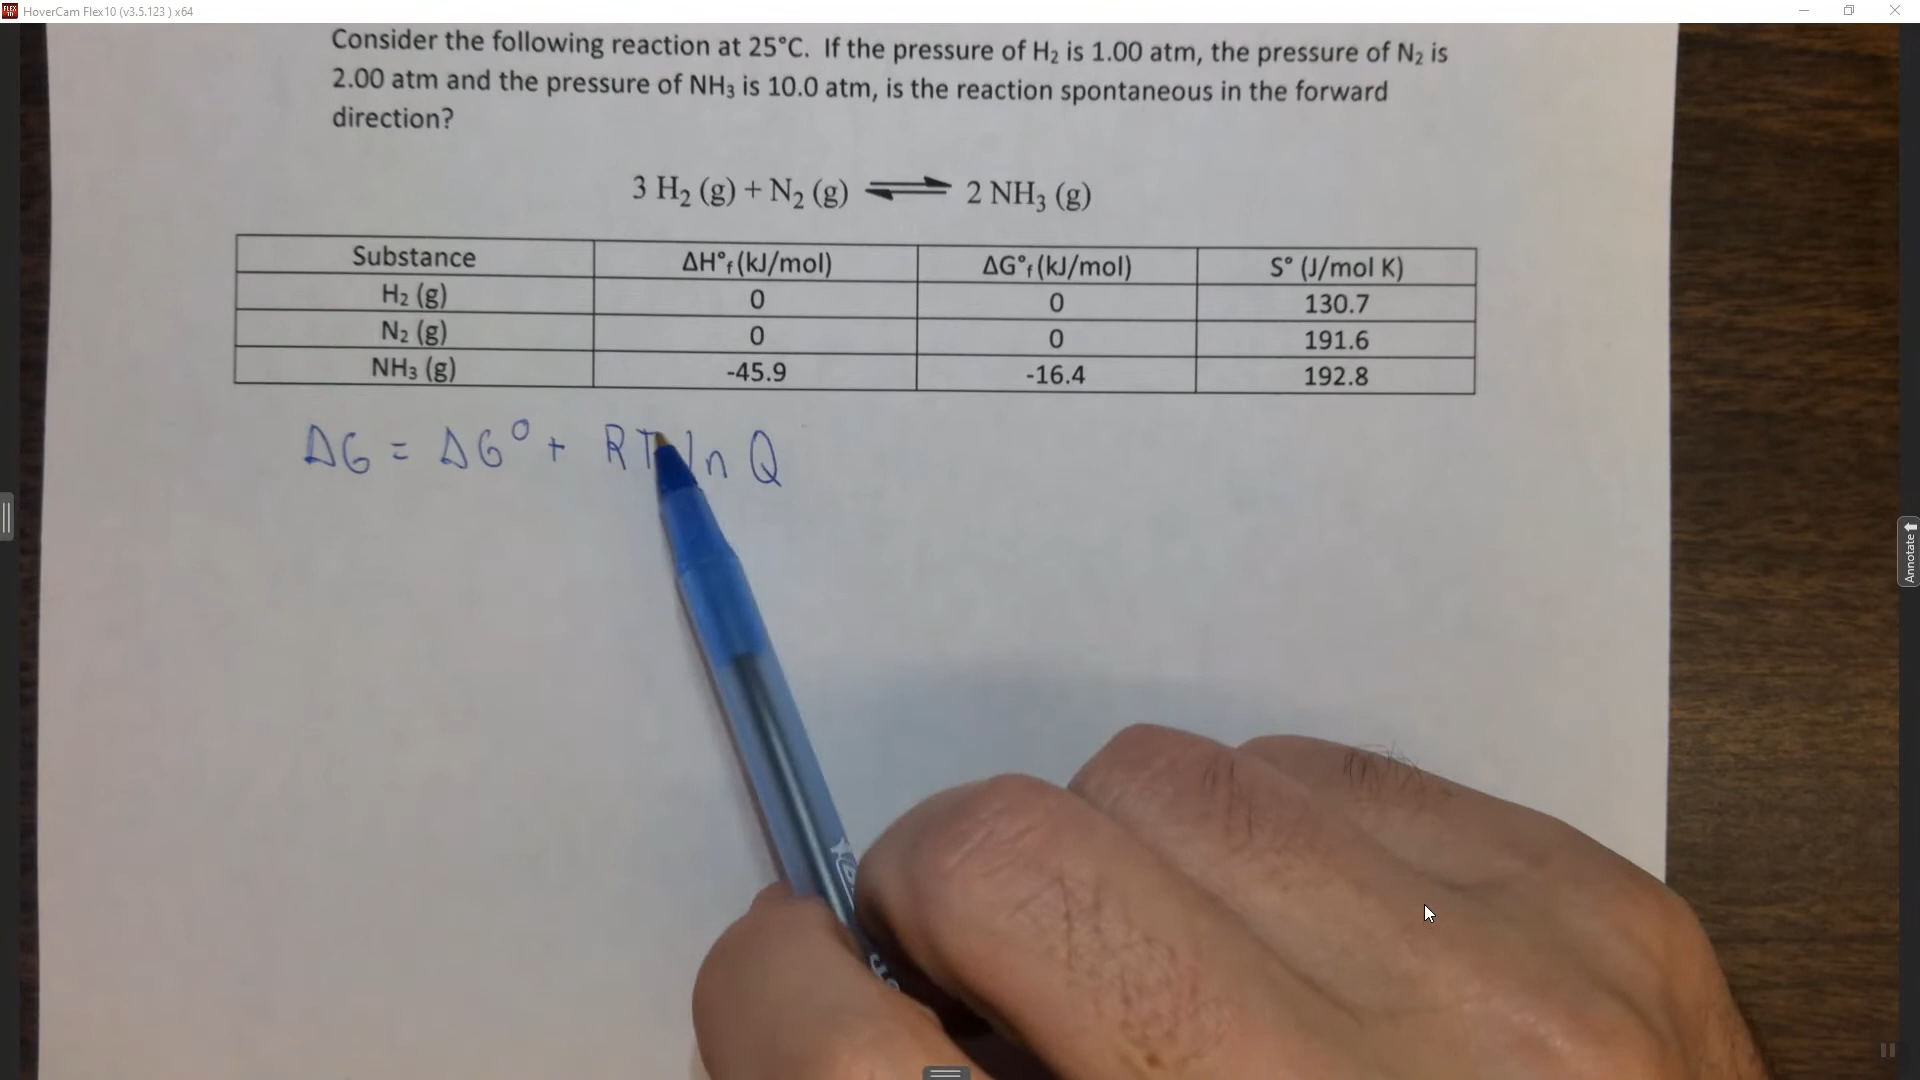 HoverCam Flex10 (v3.5.123 ) x64
Consider the following reaction at 25°C. If the pressure of H₂ is 1.00 atm, the pressure of N₂ is
2.00 atm and the pressure of NH₃ is 10.0 atm, is the reaction spontaneous in the forward
direction?
3 H₂ (g) + N₂ (g) ⇌ 2 NH₃ (g)
Substance ΔH°f (kJ/mol) ΔG°f (kJ/mol) S° (J/mol K)
H₂ (g) 0 0 130.7
N₂ (g) 0 0 191.6
NH₃ (g) -45.9 -16.4 192.8
ΔG = ΔG° + RT ln Q
Annotate